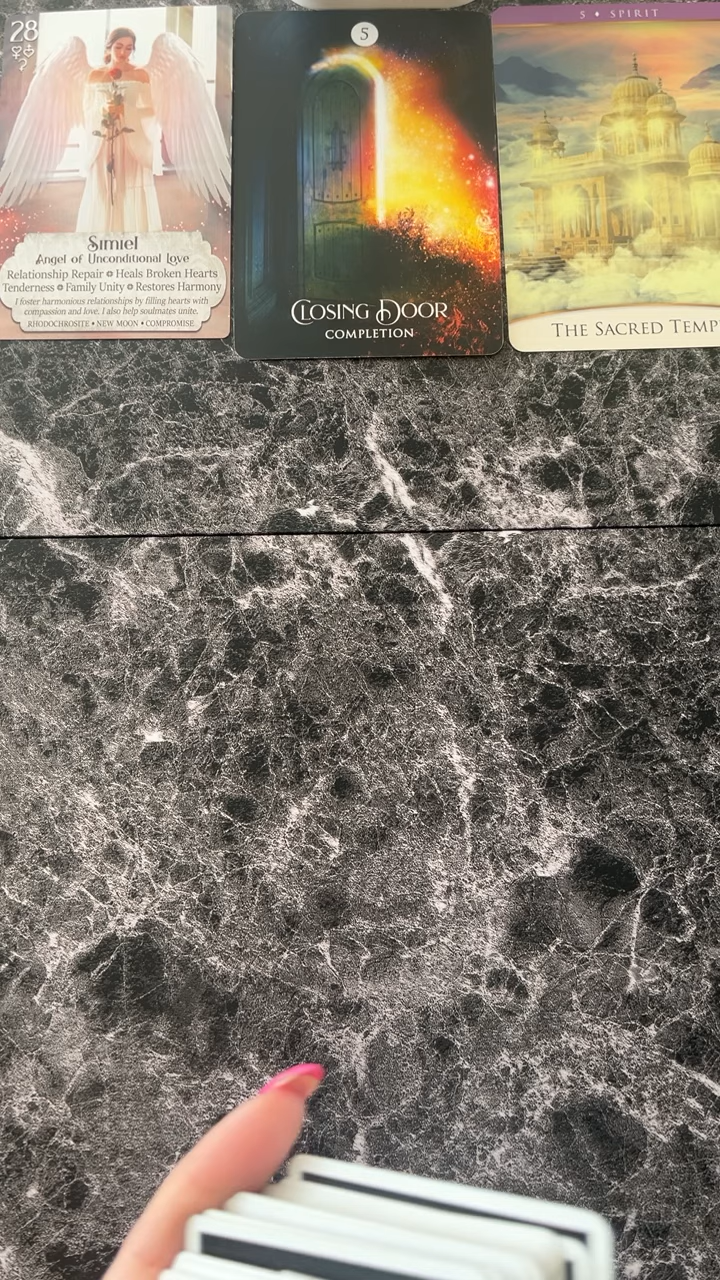 28
Simiel
Angel of Unconditional Love
Relationship Repair • Heals Broken Hearts
Tenderness • Family Unity • Restores Harmony
I foster harmonious relationships by filling hearts with
compassion and love. I also help soulmates unite.
RHODOCHROSITE • NEW MOON • COMPROMISE
5
CLOSING DOOR
COMPLETION
5 • SPIRIT
THE SACRED TEMP